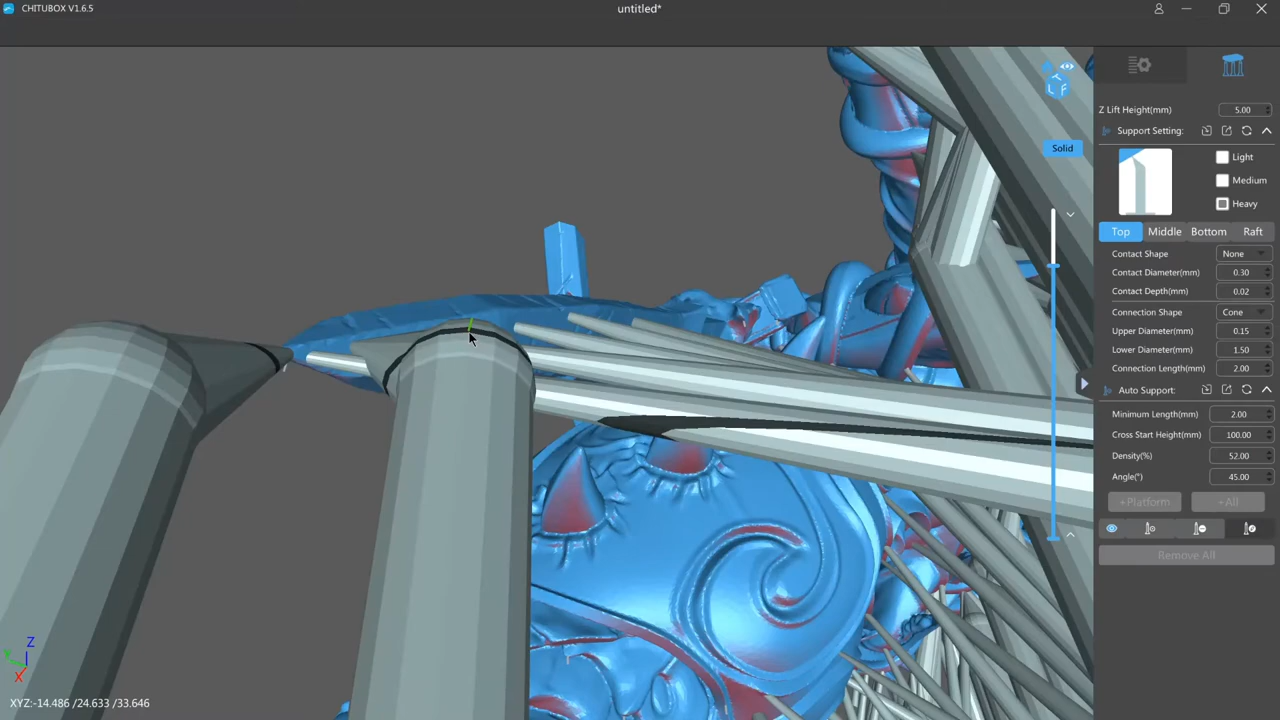 CHITUBOX V1.6.5
untitled*
Z Lift Height(mm) 5.00
Support Setting:
Light
Medium
Heavy
Solid
Top Middle Bottom Raft
Contact Shape None
Contact Diameter(mm) 0.30
Contact Depth(mm) 0.02
Connection Shape Cone
Upper Diameter(mm) 0.15
Lower Diameter(mm) 1.50
Connection Length(mm) 2.00
Auto Support:
Minimum Length(mm) 2.00
Cross Start Height(mm) 100.00
Density(%) 52.00
Angle(°) 45.00
+Platform +All
Remove All
Z
Y
X
L F
XYZ:-14.486 /24.633 /33.646